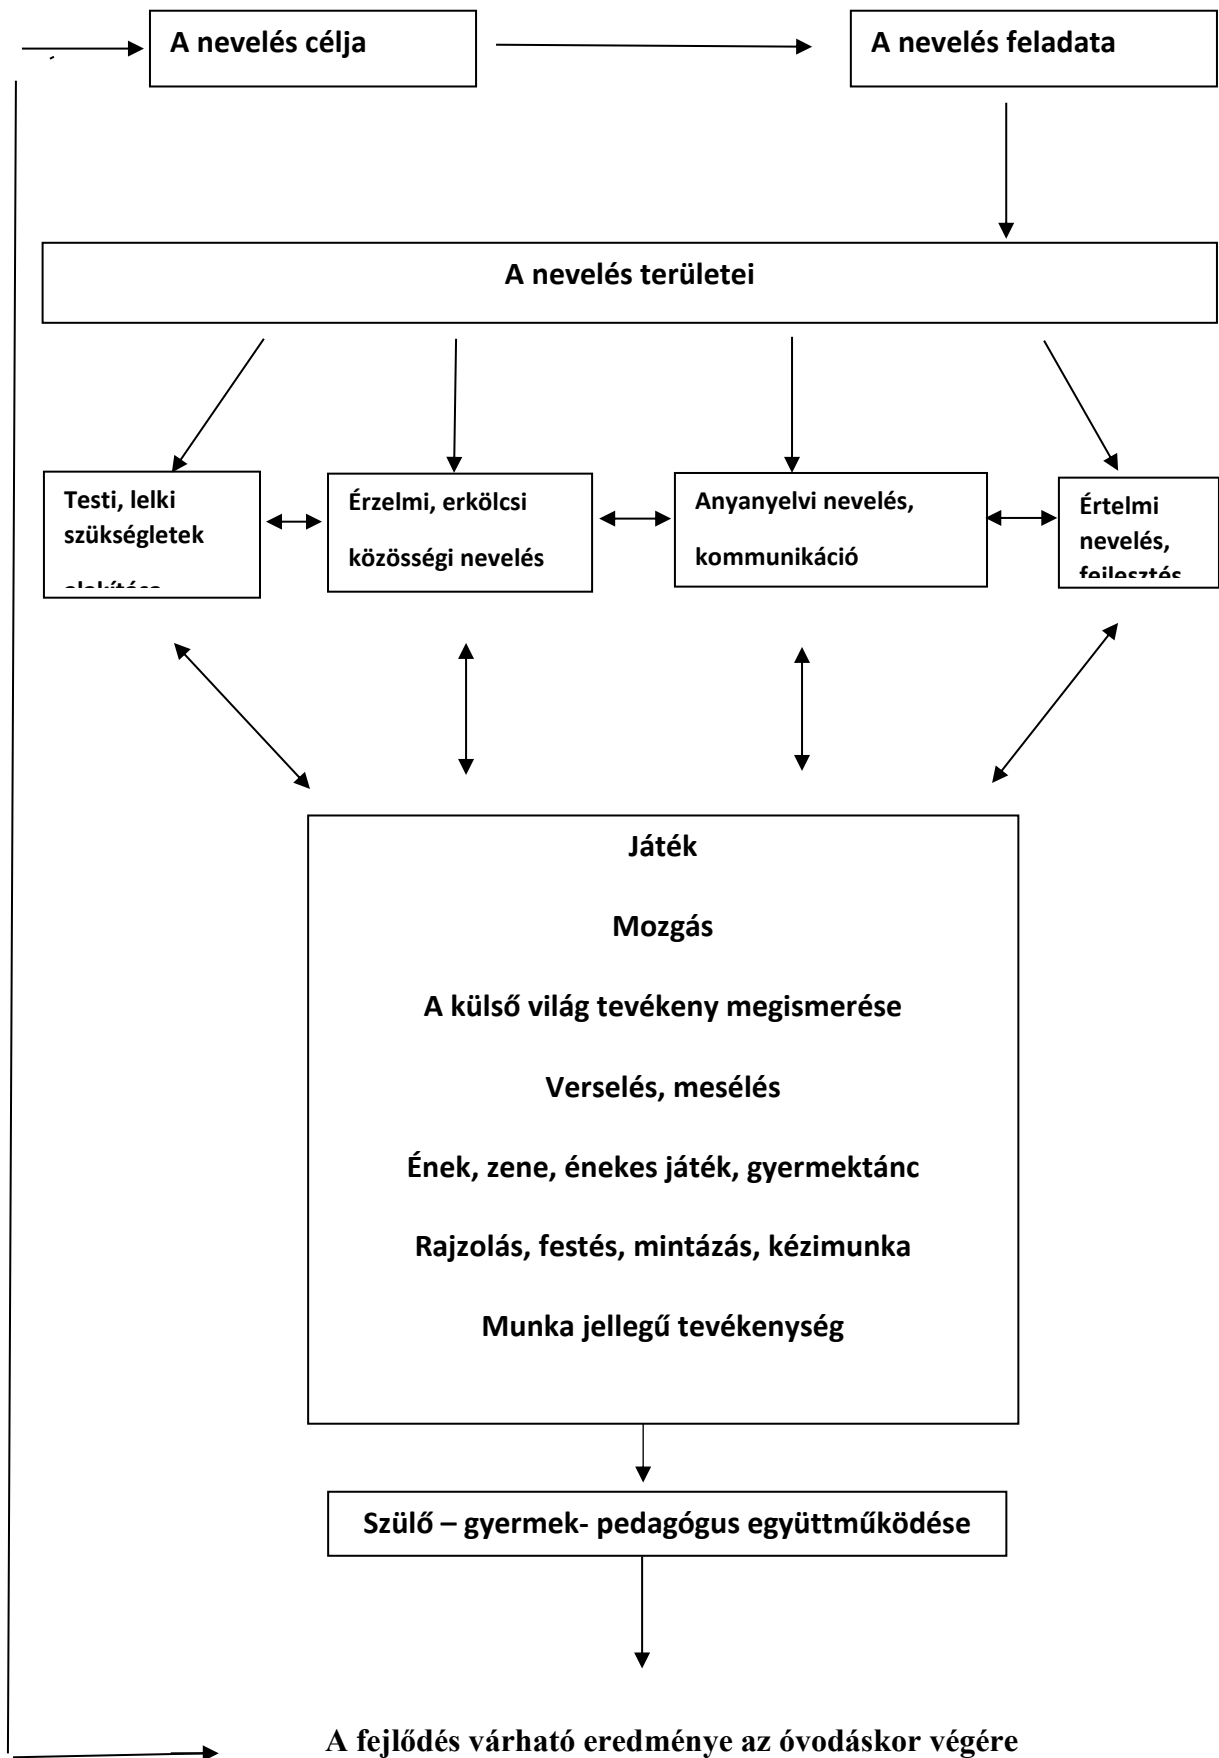 A nevelés célja
A nevelés feladata
A nevelés területei
Testi, lelki
szükségletek
Érzelmi, erkölcsi
közösségi nevelés
Anyanyelvi nevelés,
kommunikáció
Értelmi
nevelés,
fejlesztés
Játék
Mozgás
A külső világ tevékeny megismerése
Verselés, mesélés
Ének, zene, énekes játék, gyermektánc
Rajzolás, festés, mintázás, kézimunka
Munka jellegű tevékenység
Szülő – gyermek- pedagógus együttműködése
A fejlődés várható eredménye az óvodáskor végére